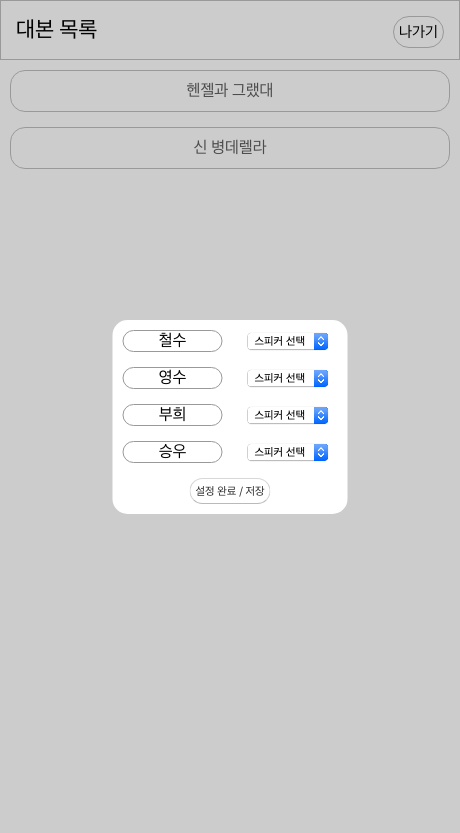 대본 목록
나가기
헨젤과 그랬대
신 병데렐라
철수
스피커 선택
영수
스피커 선택
부희
스피커 선택
승우
스피커 선택
설정 완료 / 저장